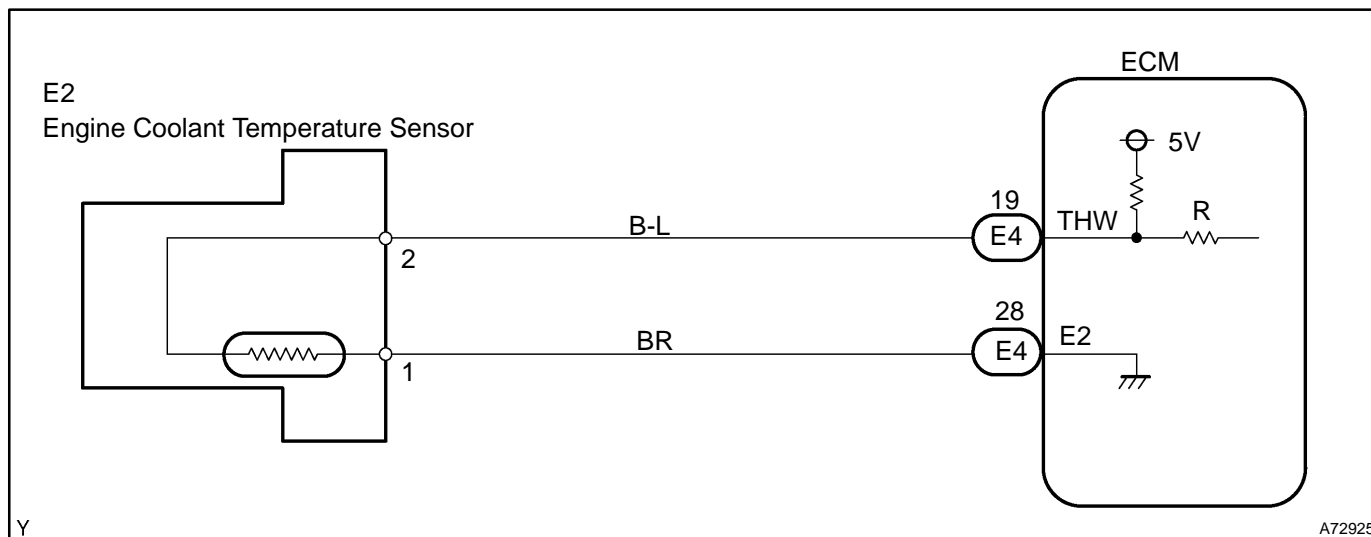 ECM
E2
Engine Coolant Temperature Sensor
5V
19
B-L
E4
THW
R
2
28
BR
E4
E2
1
Y
A72925